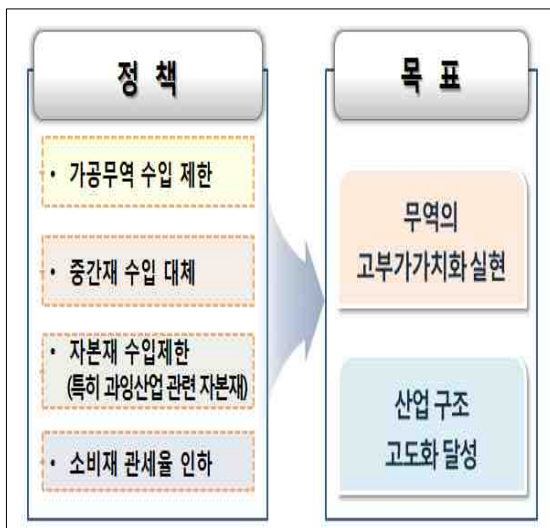 정 책
• 가공무역 수입 제한
• 중간재 수입 대체
• 자본재 수입제한
(특히 과잉산업 관련 자본재)
• 소비재 관세율 인하
목 표
무역의
고부가가치화 실현
산업 구조
고도화 달성